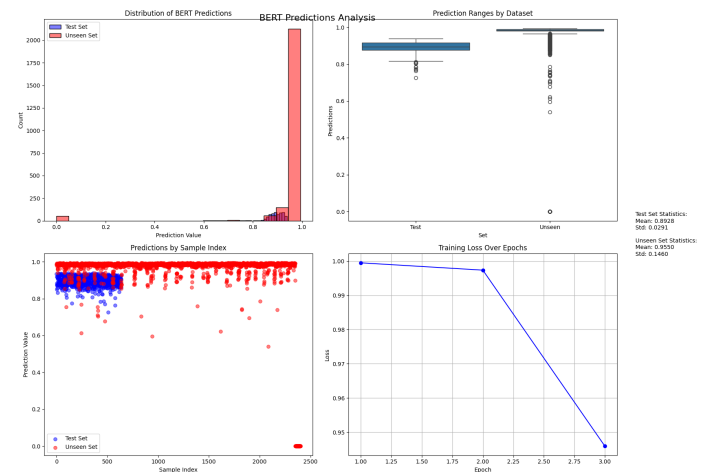 BERT Predictions Analysis
Distribution of BERT Predictions
Test Set
Unseen Set
2000
1750
1500
1250
1000
750
500
250
0
Count
0.0 0.2 0.4 0.6 0.8 1.0
Prediction Value
Prediction Ranges by Dataset
1.0
0.8
0.6
0.4
0.2
0.0
Predictions
Test Unseen
Set
Test Set Statistics:
Mean: 0.8928
Std: 0.0291
Unseen Set Statistics:
Mean: 0.9550
Std: 0.1460
Predictions by Sample Index
1.0
0.8
0.6
0.4
0.2
0.0
Prediction Value
Test Set
Unseen Set
0 500 1000 1500 2000 2500
Sample Index
Training Loss Over Epochs
1.00
0.99
0.98
0.97
0.96
0.95
Loss
1.00 1.25 1.50 1.75 2.00 2.25 2.50 2.75 3.00
Epoch